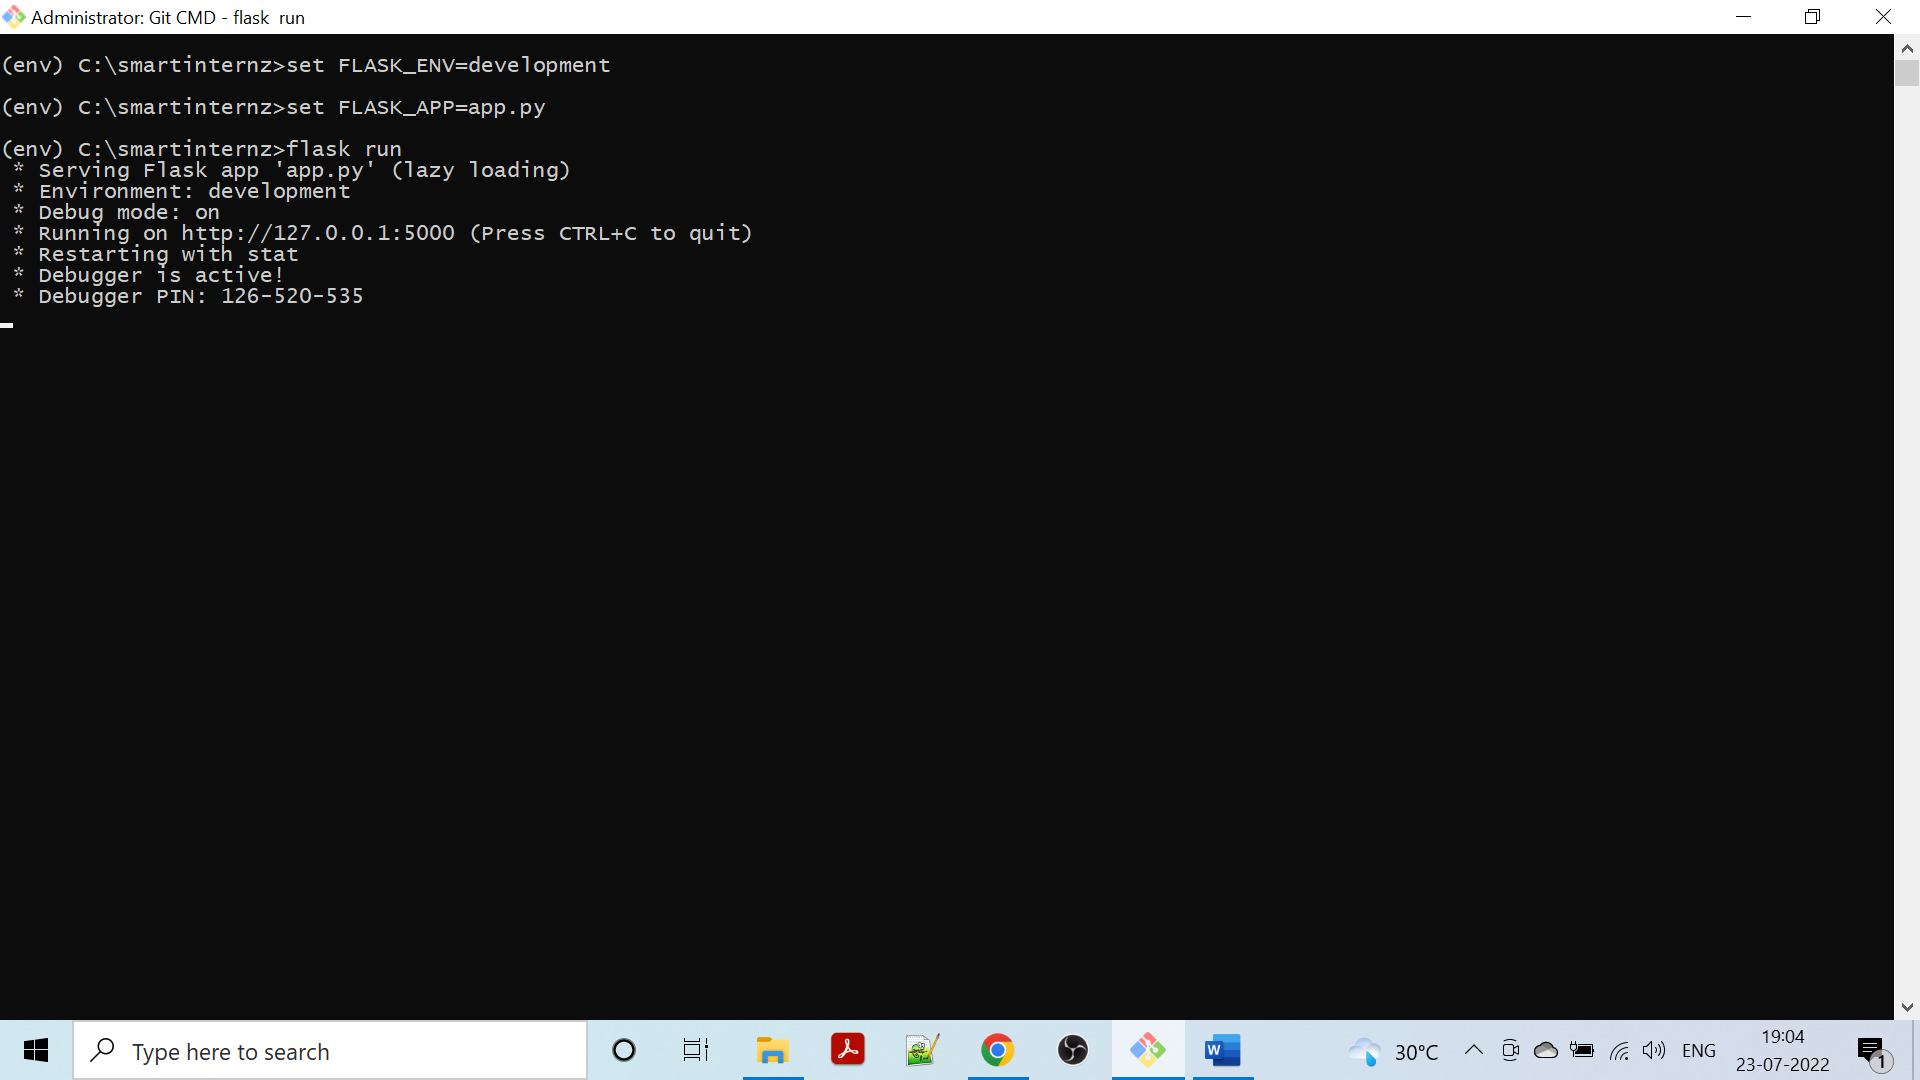 Administrator: Git CMD - flask  run
(env) C:\smartinternz>set FLASK_ENV=development
(env) C:\smartinternz>set FLASK_APP=app.py
(env) C:\smartinternz>flask run
 * Serving Flask app 'app.py' (lazy loading)
 * Environment: development
 * Debug mode: on
 * Running on http://127.0.0.1:5000 (Press CTRL+C to quit)
 * Restarting with stat
 * Debugger is active!
 * Debugger PIN: 126-520-535
Type here to search
W
30°C
ENG
19:04
23-07-2022
1